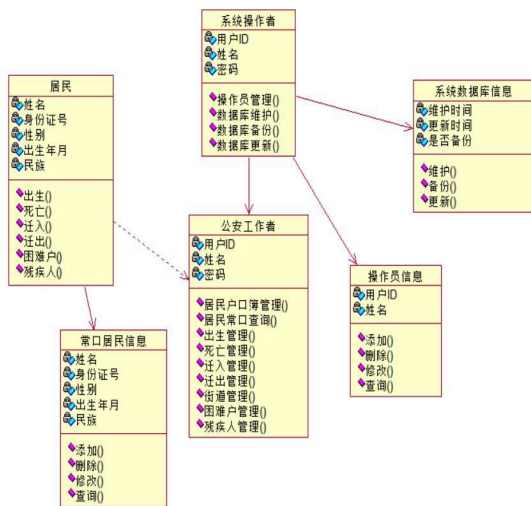 系统操作者
用户ID
姓名
密码
操作员管理()
数据库维护()
数据库备份()
数据库更新()
居民
姓名
身份证号
性别
出生年月
民族
出生()
死亡()
迁入()
迁出()
困难户()
残疾人()
系统数据库信息
维护时间
更新时间
是否备份
维护()
备份()
更新()
公安工作者
用户ID
姓名
密码
居民户口簿管理()
居民常口查询()
出生管理()
死亡管理()
迁入管理()
迁出管理()
街道管理()
困难户管理()
残疾人管理()
操作员信息
用户ID
姓名
添加()
删除()
修改()
查询()
常口居民信息
姓名
身份证号
性别
出生年月
民族
添加()
删除()
修改()
查询()